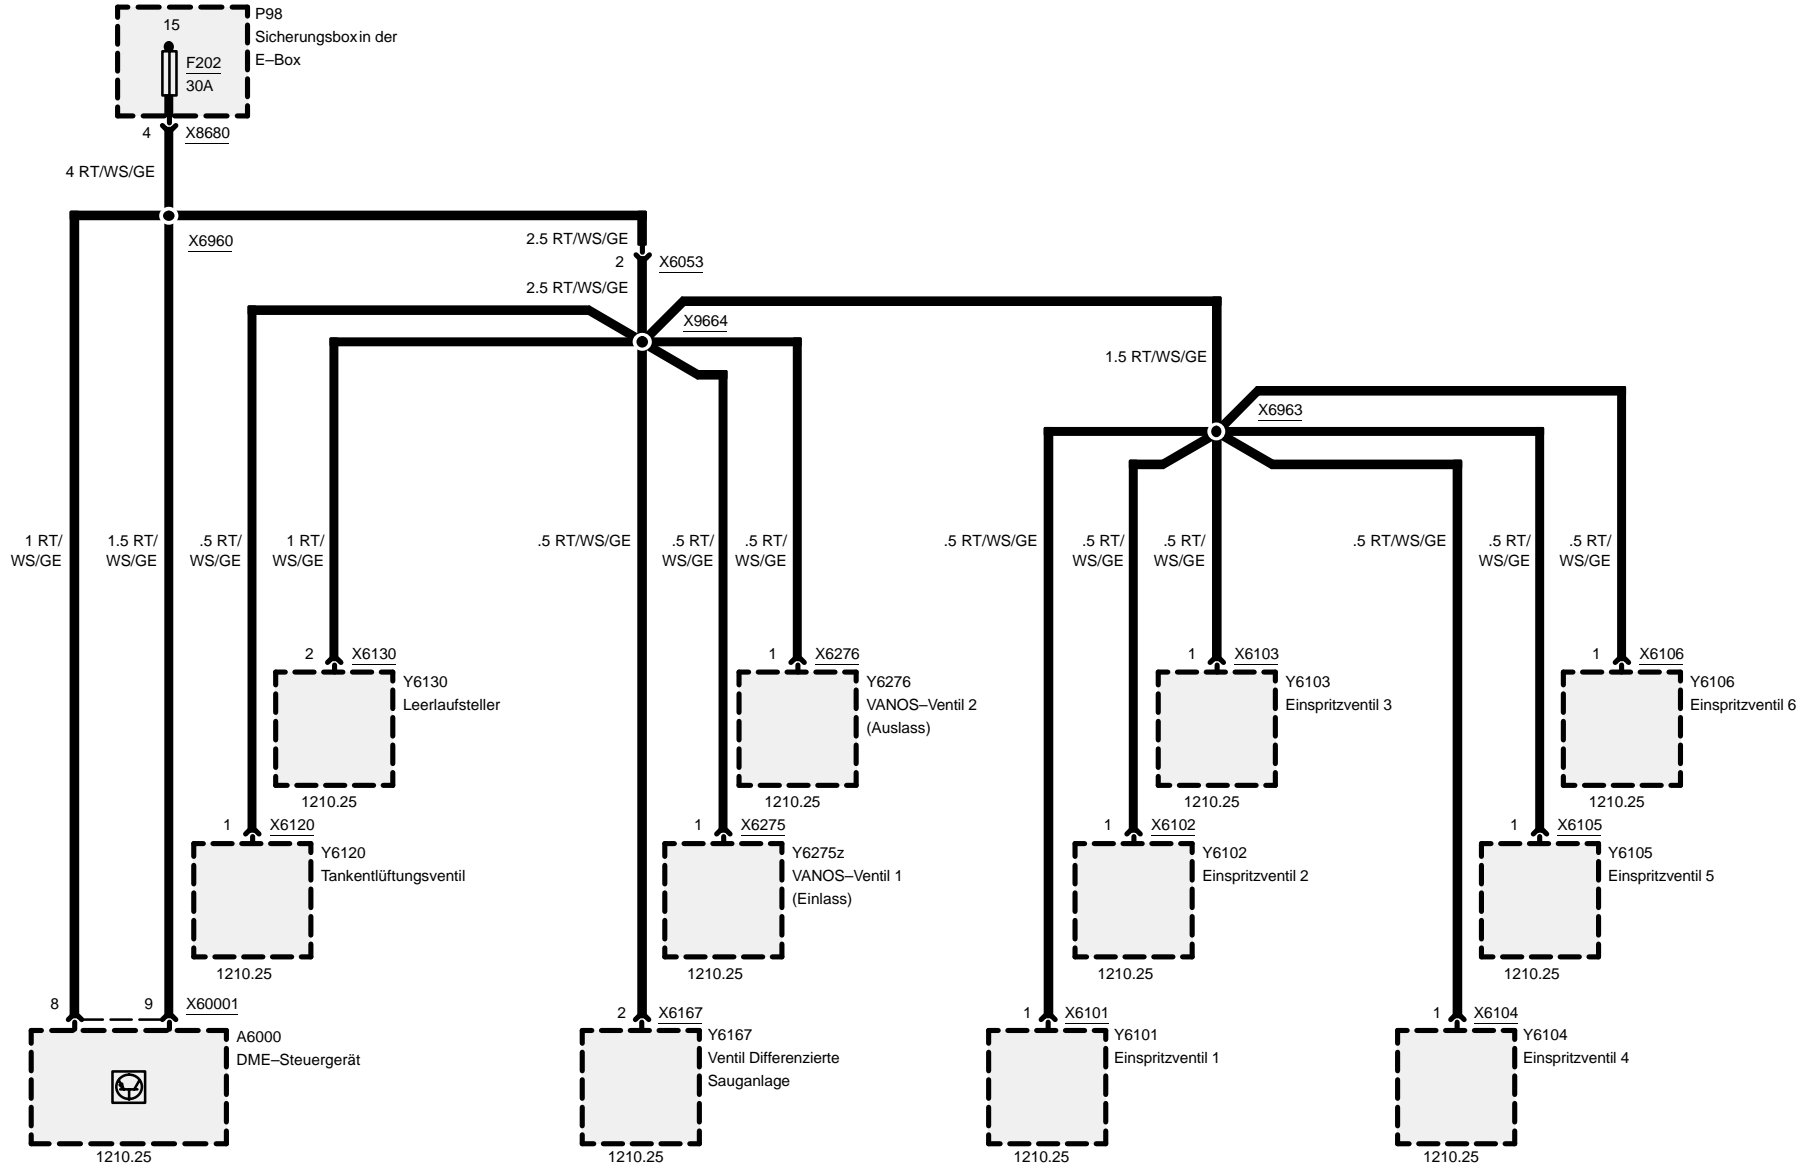 P98
15
Sicherungsbox in der
F202
E–Box
30A
4 X8680
4 RT/WS/GE
X6960
2.5 RT/WS/GE
2 X6053
2.5 RT/WS/GE
X9664
1.5 RT/WS/GE
X6963
1 RT/
WS/GE
1.5 RT/
WS/GE
.5 RT/
WS/GE
1 RT/
WS/GE
.5 RT/WS/GE
.5 RT/
WS/GE
.5 RT/
WS/GE
.5 RT/WS/GE
.5 RT/
WS/GE
.5 RT/
WS/GE
.5 RT/WS/GE
.5 RT/
WS/GE
.5 RT/
WS/GE
2 X6130
Y6130
Leerlaufsteller
1210.25
1 X6276
Y6276
VANOS–Ventil 2
(Auslass)
1210.25
1 X6103
Y6103
Einspritzventil 3
1210.25
1 X6106
Y6106
Einspritzventil 6
1210.25
1 X6120
Y6120
Tankentlüftungsventil
1210.25
1 X6275
Y6275z
VANOS–Ventil 1
(Einlass)
1210.25
1 X6102
Y6102
Einspritzventil 2
1210.25
1 X6105
Y6105
Einspritzventil 5
1210.25
8 9 X60001
A6000
DME–Steuergerät
1210.25
2 X6167
Y6167
Ventil Differenzierte
Sauganlage
1210.25
1 X6101
Y6101
Einspritzventil 1
1210.25
1 X6104
Y6104
Einspritzventil 4
1210.25